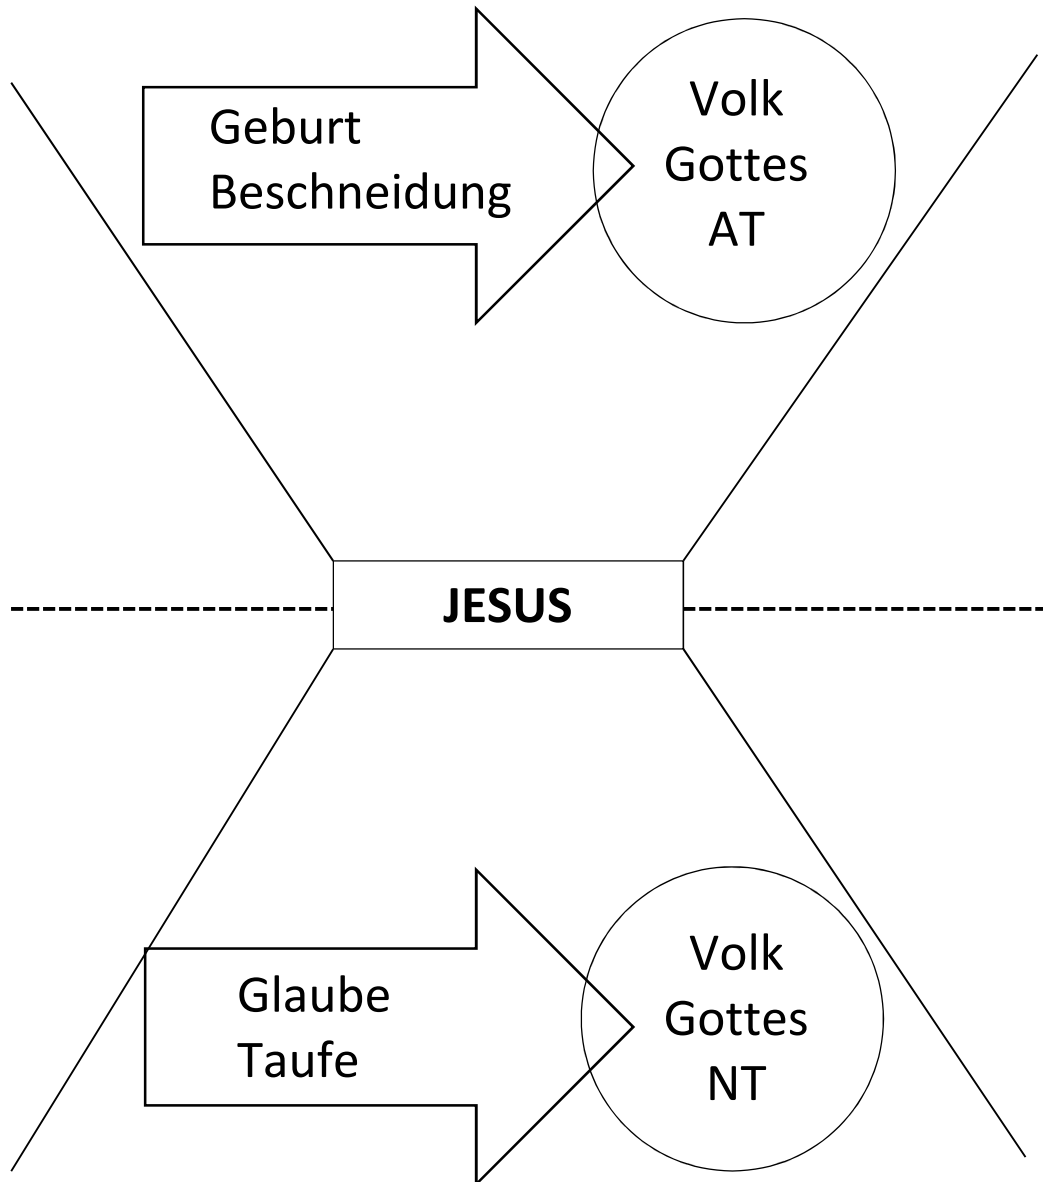 Geburt
Beschneidung
Volk
Gottes
AT
JESUS
Glaube
Taufe
Volk
Gottes
NT